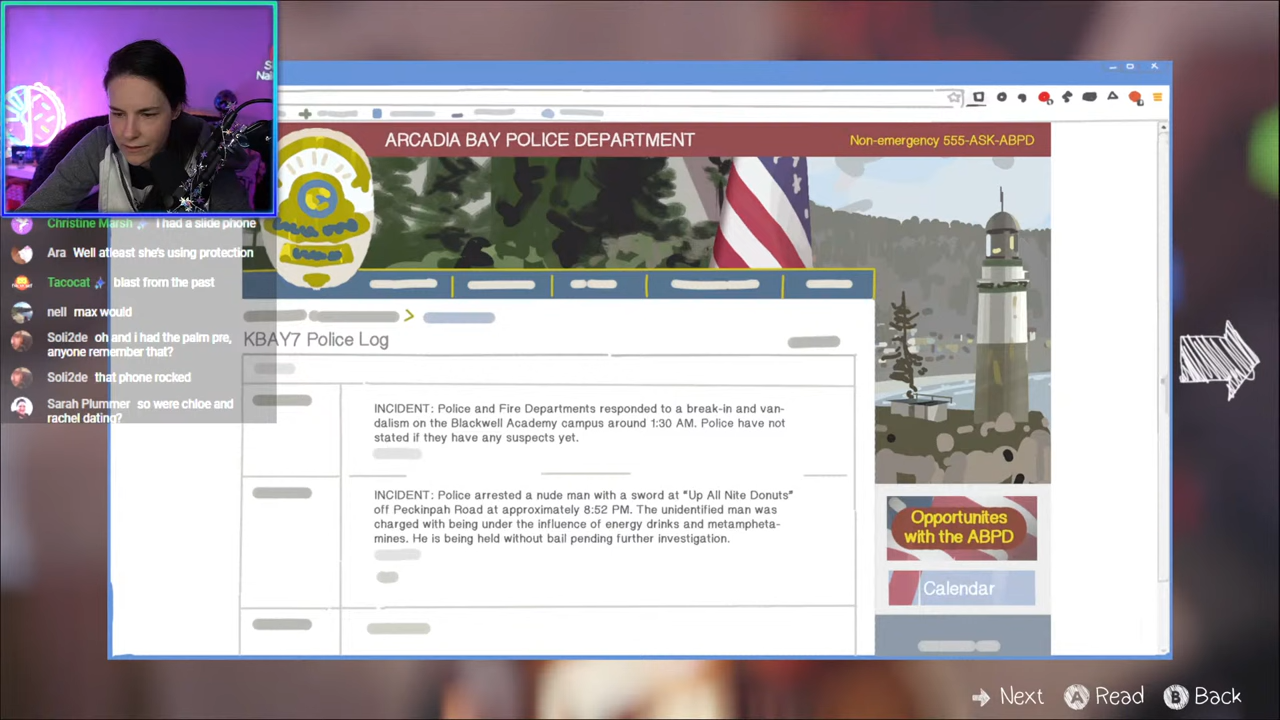 ARCADIA BAY POLICE DEPARTMENT
Non-emergency 555-ASK-ABPD
Christine Marsh I had a slide phone
Ara Well atleast she's using protection
Tacocat blast from the past
nell max would
Soli2de oh and i had the palm pre,
anyone remember that?
Soli2de that phone rocked
Sarah Plummer so were chloe and
rachel dating?
KBAY7 Police Log
INCIDENT: Police and Fire Departments responded to a break-in and van-
dalism on the Blackwell Academy campus around 1:30 AM. Police have not
stated if they have any suspects yet.
INCIDENT: Police arrested a nude man with a sword at "Up All Nite Donuts"
off Peckinpah Road at approximately 8:52 PM. The unidentified man was
charged with being under the influence of energy drinks and metampheta-
mines. He is being held without bail pending further investigation.
Opportunites
with the ABPD
Calendar
Next A Read B Back